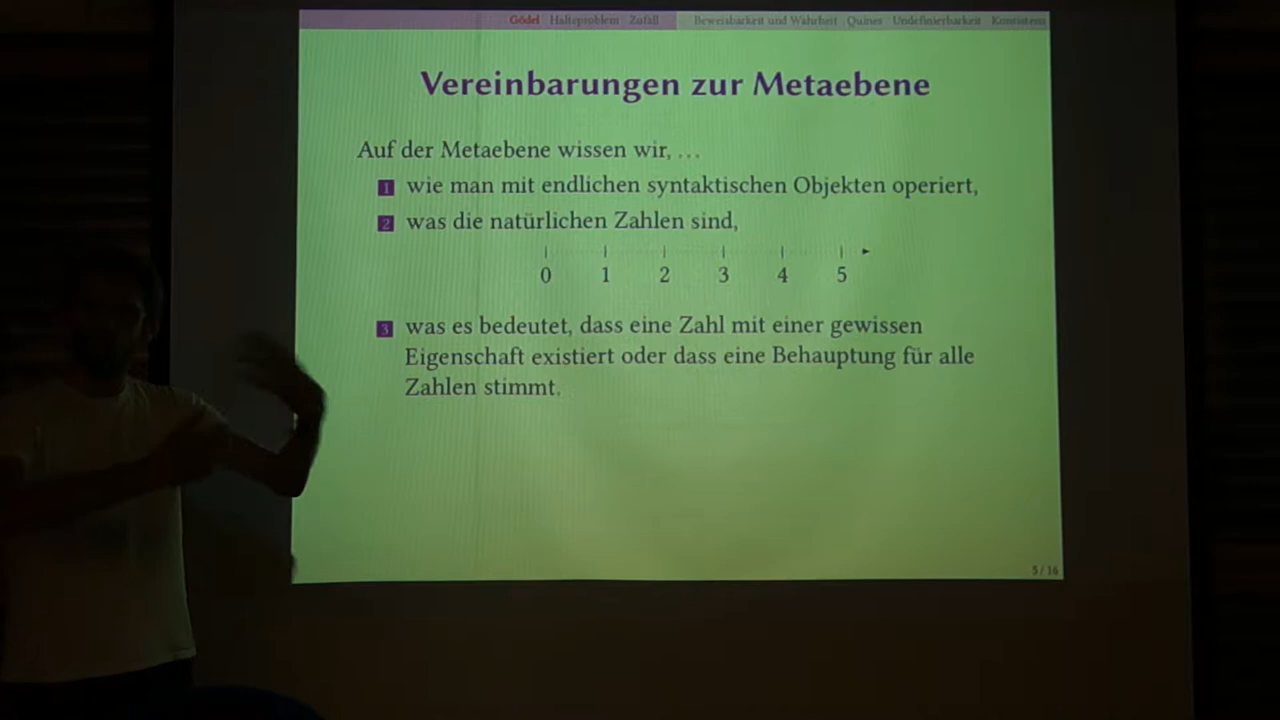 Gödel Halteproblem Zufall Beweisbarkeit und Wahrheit Quines Undefinierbarkeit Konsistenz
Vereinbarungen zur Metaebene
Auf der Metaebene wissen wir, …
1 wie man mit endlichen syntaktischen Objekten operiert,
2 was die natürlichen Zahlen sind,
0 1 2 3 4 5
3 was es bedeutet, dass eine Zahl mit einer gewissen
Eigenschaft existiert oder dass eine Behauptung für alle
Zahlen stimmt.
5 / 16